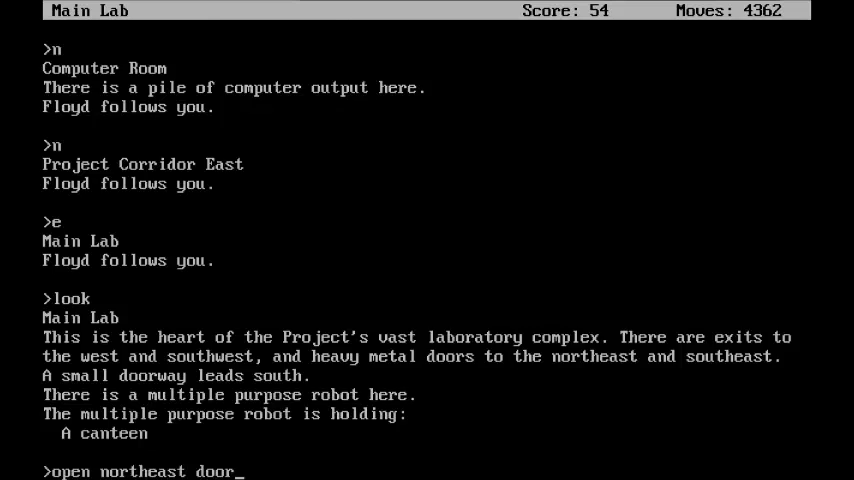 Main Lab Score: 54 Moves: 4362
>n
Computer Room
There is a pile of computer output here.
Floyd follows you.
>n
Project Corridor East
Floyd follows you.
>e
Main Lab
Floyd follows you.
>look
Main Lab
This is the heart of the Project's vast laboratory complex. There are exits to
the west and southwest, and heavy metal doors to the northeast and southeast.
A small doorway leads south.
There is a multiple purpose robot here.
The multiple purpose robot is holding:
A canteen
>open northeast door_